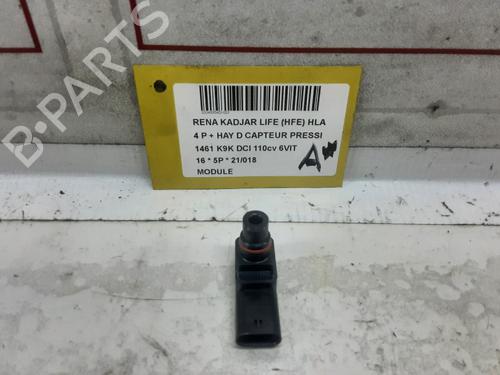 B-PARTS
RENA KADJAR LIFE (HFE) HLA
4 P + HAY D CAPTEUR PRESSI
1461 K9K DCI 110cv 6VIT
16 * 5P * 21/018
MODULE
A*